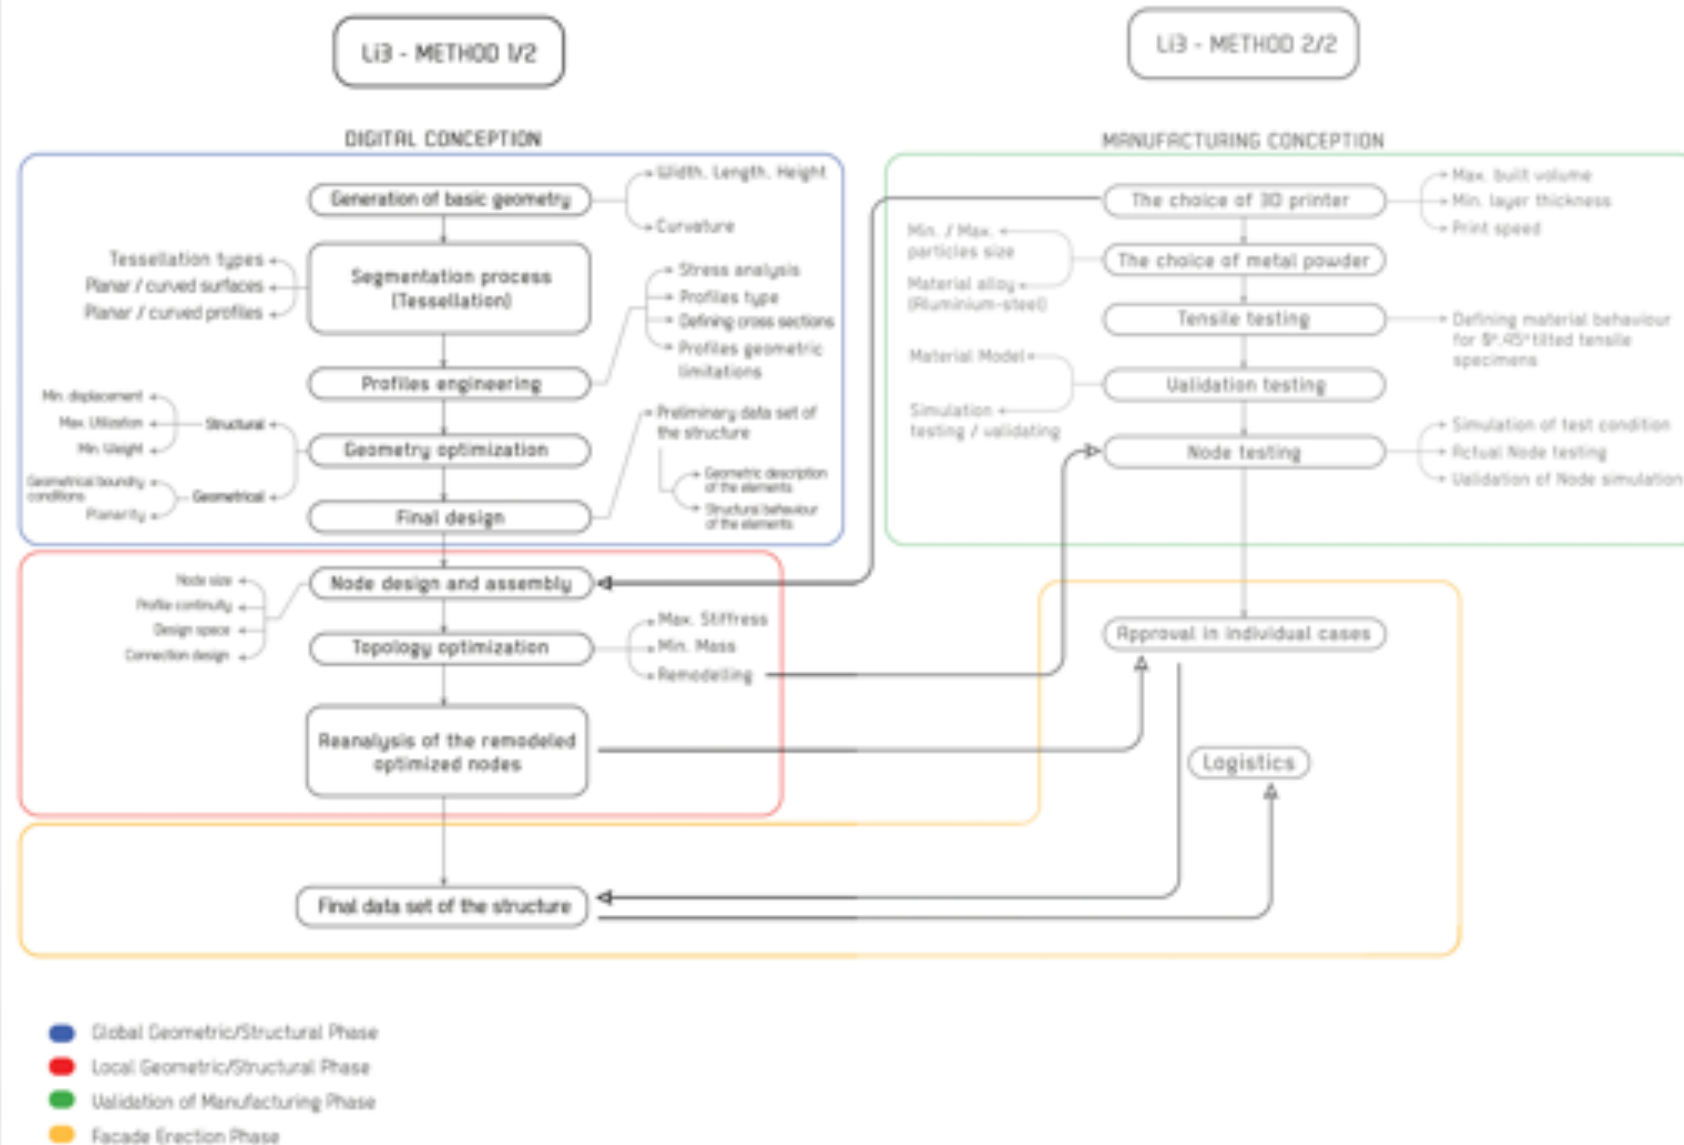 Li3 - METHOD 1/2
DIGITAL CONCEPTION
Generation of basic geometry
Width, Length, Height
Curvature
Segmentation process
(Tessellation)
Tessellation types
Planar / curved surfaces
Planar / curved profiles
Stress analysis
Profiles type
Defining cross sections
Profiles geometric
limitations
Profiles engineering
Geometry optimization
Structural
Min. displacement
Max. Utilization
Min. Weight
Geometrical
Geometrical boundry
conditions
Planarity
Final design
Preliminary data set of
the structure
Geometric description
of the elements
Structural behaviour
of the elements
Node design and assembly
Node size
Profile continuity
Design space
Connection design
Topology optimization
Max. Stiffness
Min. Mass
Remodelling
Reanalysis of the remodeled
optimized nodes
Final data set of the structure
Li3 - METHOD 2/2
MANUFACTURING CONCEPTION
The choice of 3D printer
Max. built volume
Min. layer thickness
Print speed
The choice of metal powder
Min. / Max.
particles size
Material alloy
(Aluminium-steel)
Tensile testing
Defining material behaviour
for tilted tensile
specimens
Validation testing
Material Model
Simulation
testing / validating
Node testing
Simulation of test condition
Actual Node testing
Validation of Node simulation
Approval in individual cases
Logistics
Global Geometric/Structural Phase
Local Geometric/Structural Phase
Validation of Manufacturing Phase
Facade Erection Phase